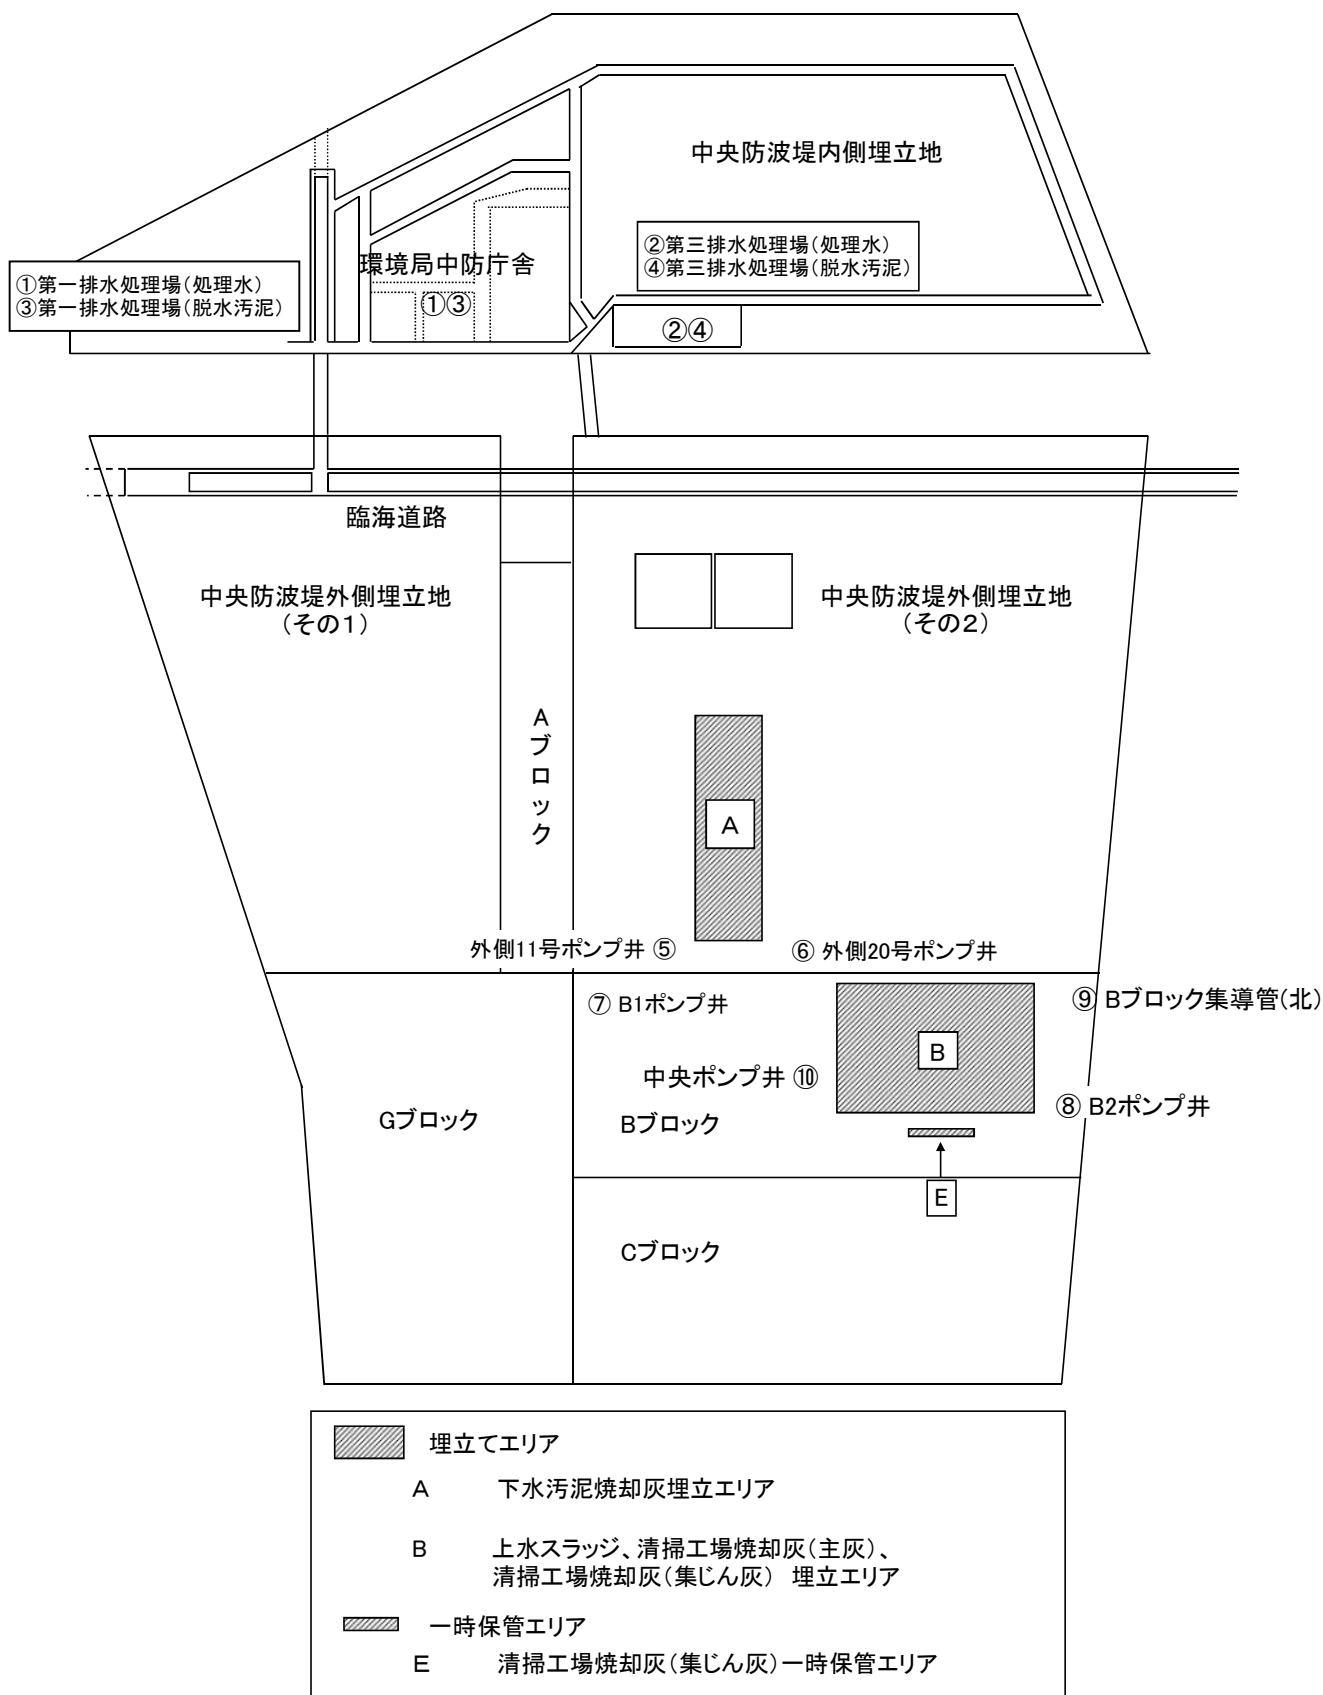 中央防波堤内側埋立地
②第三排水処理場(処理水)
④第三排水処理場(脱水汚泥)
環境局中防庁舎
①第一排水処理場(処理水)
③第一排水処理場(脱水汚泥)
①③
②④
臨海道路
中央防波堤外側埋立地
(その1)
中央防波堤外側埋立地
(その2)
Aブロック
A
外側11号ポンプ井 ⑤
⑥ 外側20号ポンプ井
⑦ B1ポンプ井
⑨ Bブロック集導管(北)
B
中央ポンプ井 ⑩
⑧ B2ポンプ井
Gブロック
Bブロック
E
Cブロック
埋立てエリア
A 下水汚泥焼却灰埋立エリア
B 上水スラッジ、清掃工場焼却灰(主灰)、
清掃工場焼却灰(集じん灰) 埋立エリア
一時保管エリア
E 清掃工場焼却灰(集じん灰)一時保管エリア